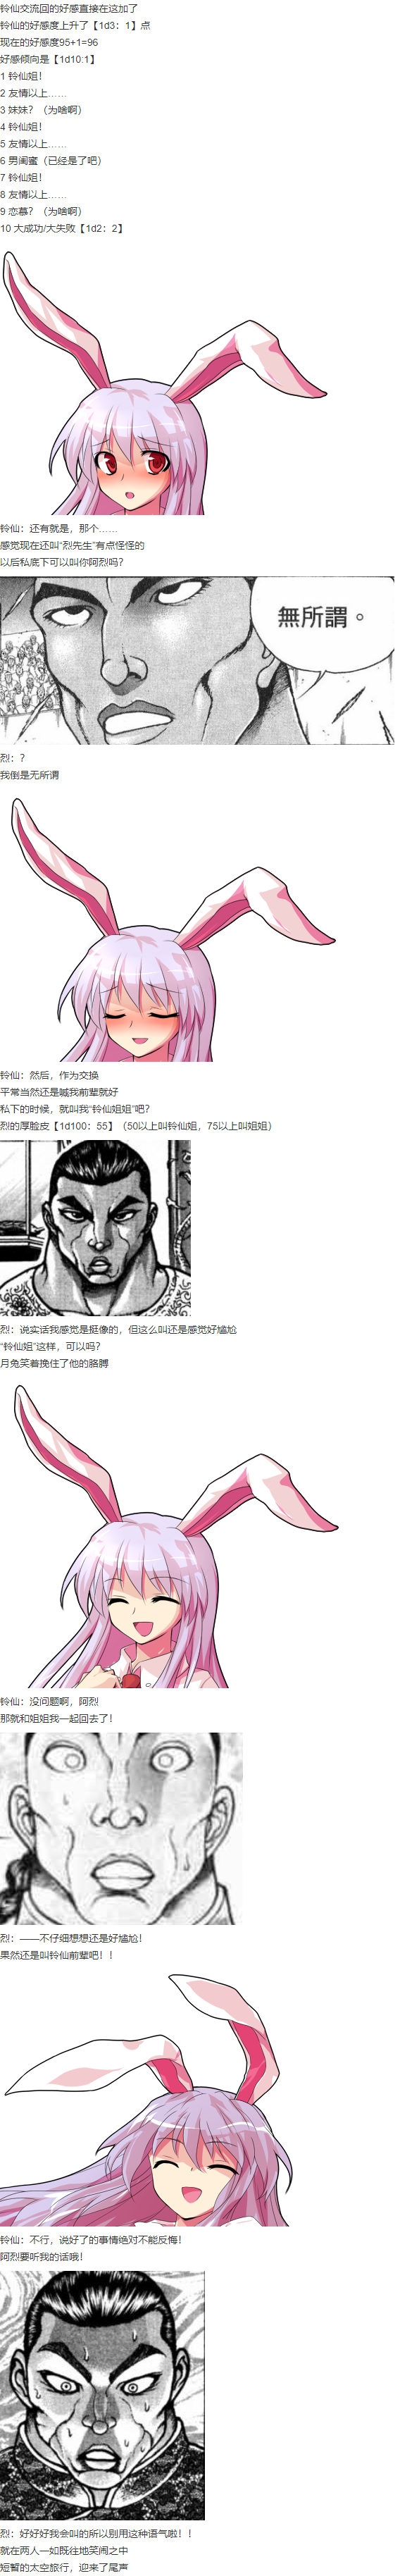 铃仙交流回的好感直接在这加了
铃仙的好感度上升了【1d3：1】点
现在的好感度95+1=96
好感倾向是【1d10:1】
1 铃仙姐！
2 友情以上……
3 妹妹？（为啥啊）
4 铃仙姐！
5 友情以上……
6 男闺蜜（已经是了吧）
7 铃仙姐！
8 友情以上……
9 恋慕？（为啥啊）
10 大成功/大失败【1d2：2】
铃仙：还有就是，那个……
感觉现在还叫“烈先生”有点怪怪的
以后私底下可以叫你阿烈吗？
無所謂。
烈：？
我倒是无所谓
铃仙：然后，作为交换
平常当然还是喊我前辈就好
私下的时候，就叫我“铃仙姐姐”吧？
烈的厚脸皮【1d100：55】（50以上叫铃仙姐，75以上叫姐姐）
烈：说实话我感觉是挺像的，但这么叫还是感觉好尴尬
“铃仙姐”这样，可以吗？
月兔笑着挽住了他的胳膊
铃仙：没问题啊，阿烈
那就和姐姐我一起回去了！
烈：——不仔细想想还是好尴尬！
果然还是叫铃仙前辈吧！！
铃仙：不行，说好了的事情绝对不能反悔！
阿烈要听我的话哦！
烈：好好好我会叫的所以别用这种语气啦！！
就在两人一如既往地笑闹之中
短暂的太空旅行，迎来了尾声